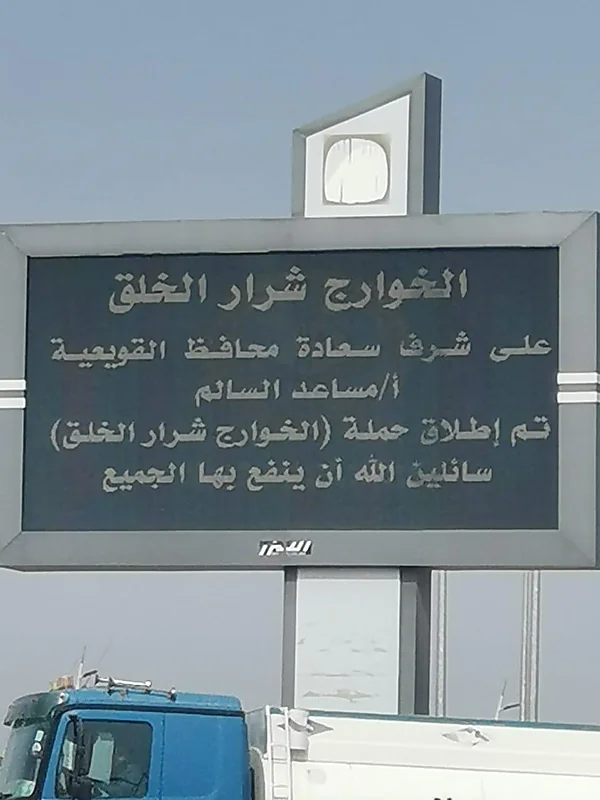 الخوارج شرار الخلق
على شرف سعادة محافظ القويعية
أ/مساعد السالم
تم إطلاق حملة (الخوارج شرار الخلق)
سائلين الله أن ينفع بها الجميع